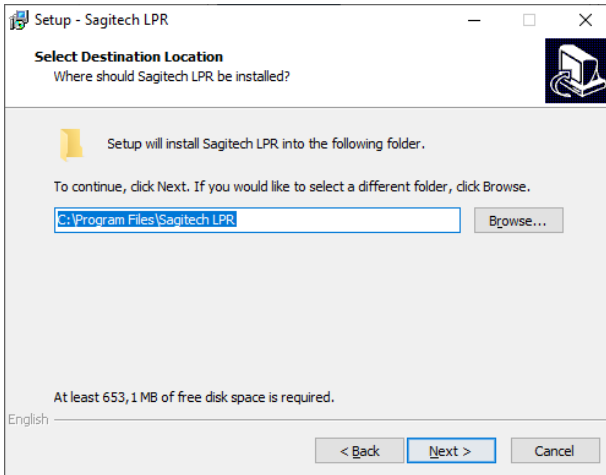 Setup - Sagitech LPR
Select Destination Location
Where should Sagitech LPR be installed?
Setup will install Sagitech LPR into the following folder.
To continue, click Next. If you would like to select a different folder, click Browse.
C:\Program Files\Sagitech LPR
Browse...
At least 653,1 MB of free disk space is required.
English
< Back
Next >
Cancel